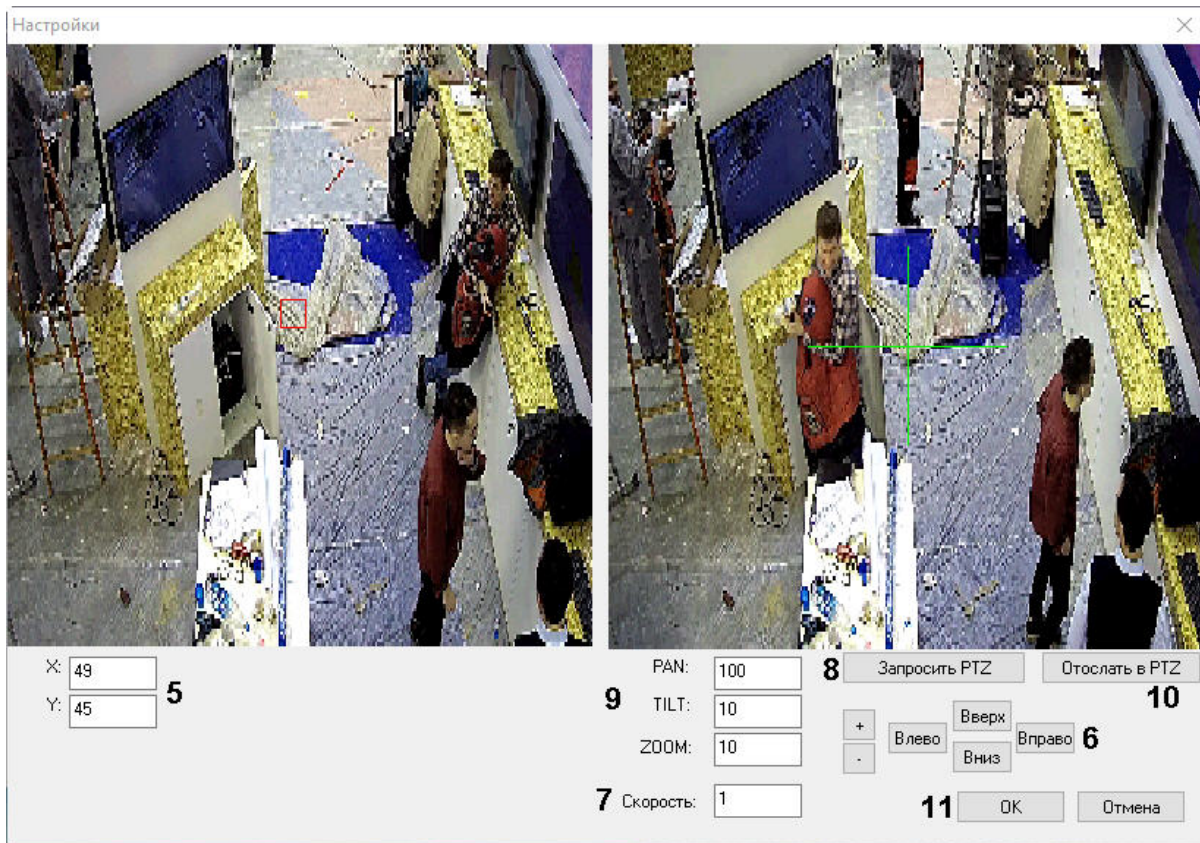 Настройки
X: 49
5
Y: 45
PAN: 100
8 Запросить PTZ Отослать в PTZ
9 TILT: 10
10
ZOOM: 10
+ Влево Вверх Вправо 6
- Вниз
7 Скорость: 1
11 OK Отмена